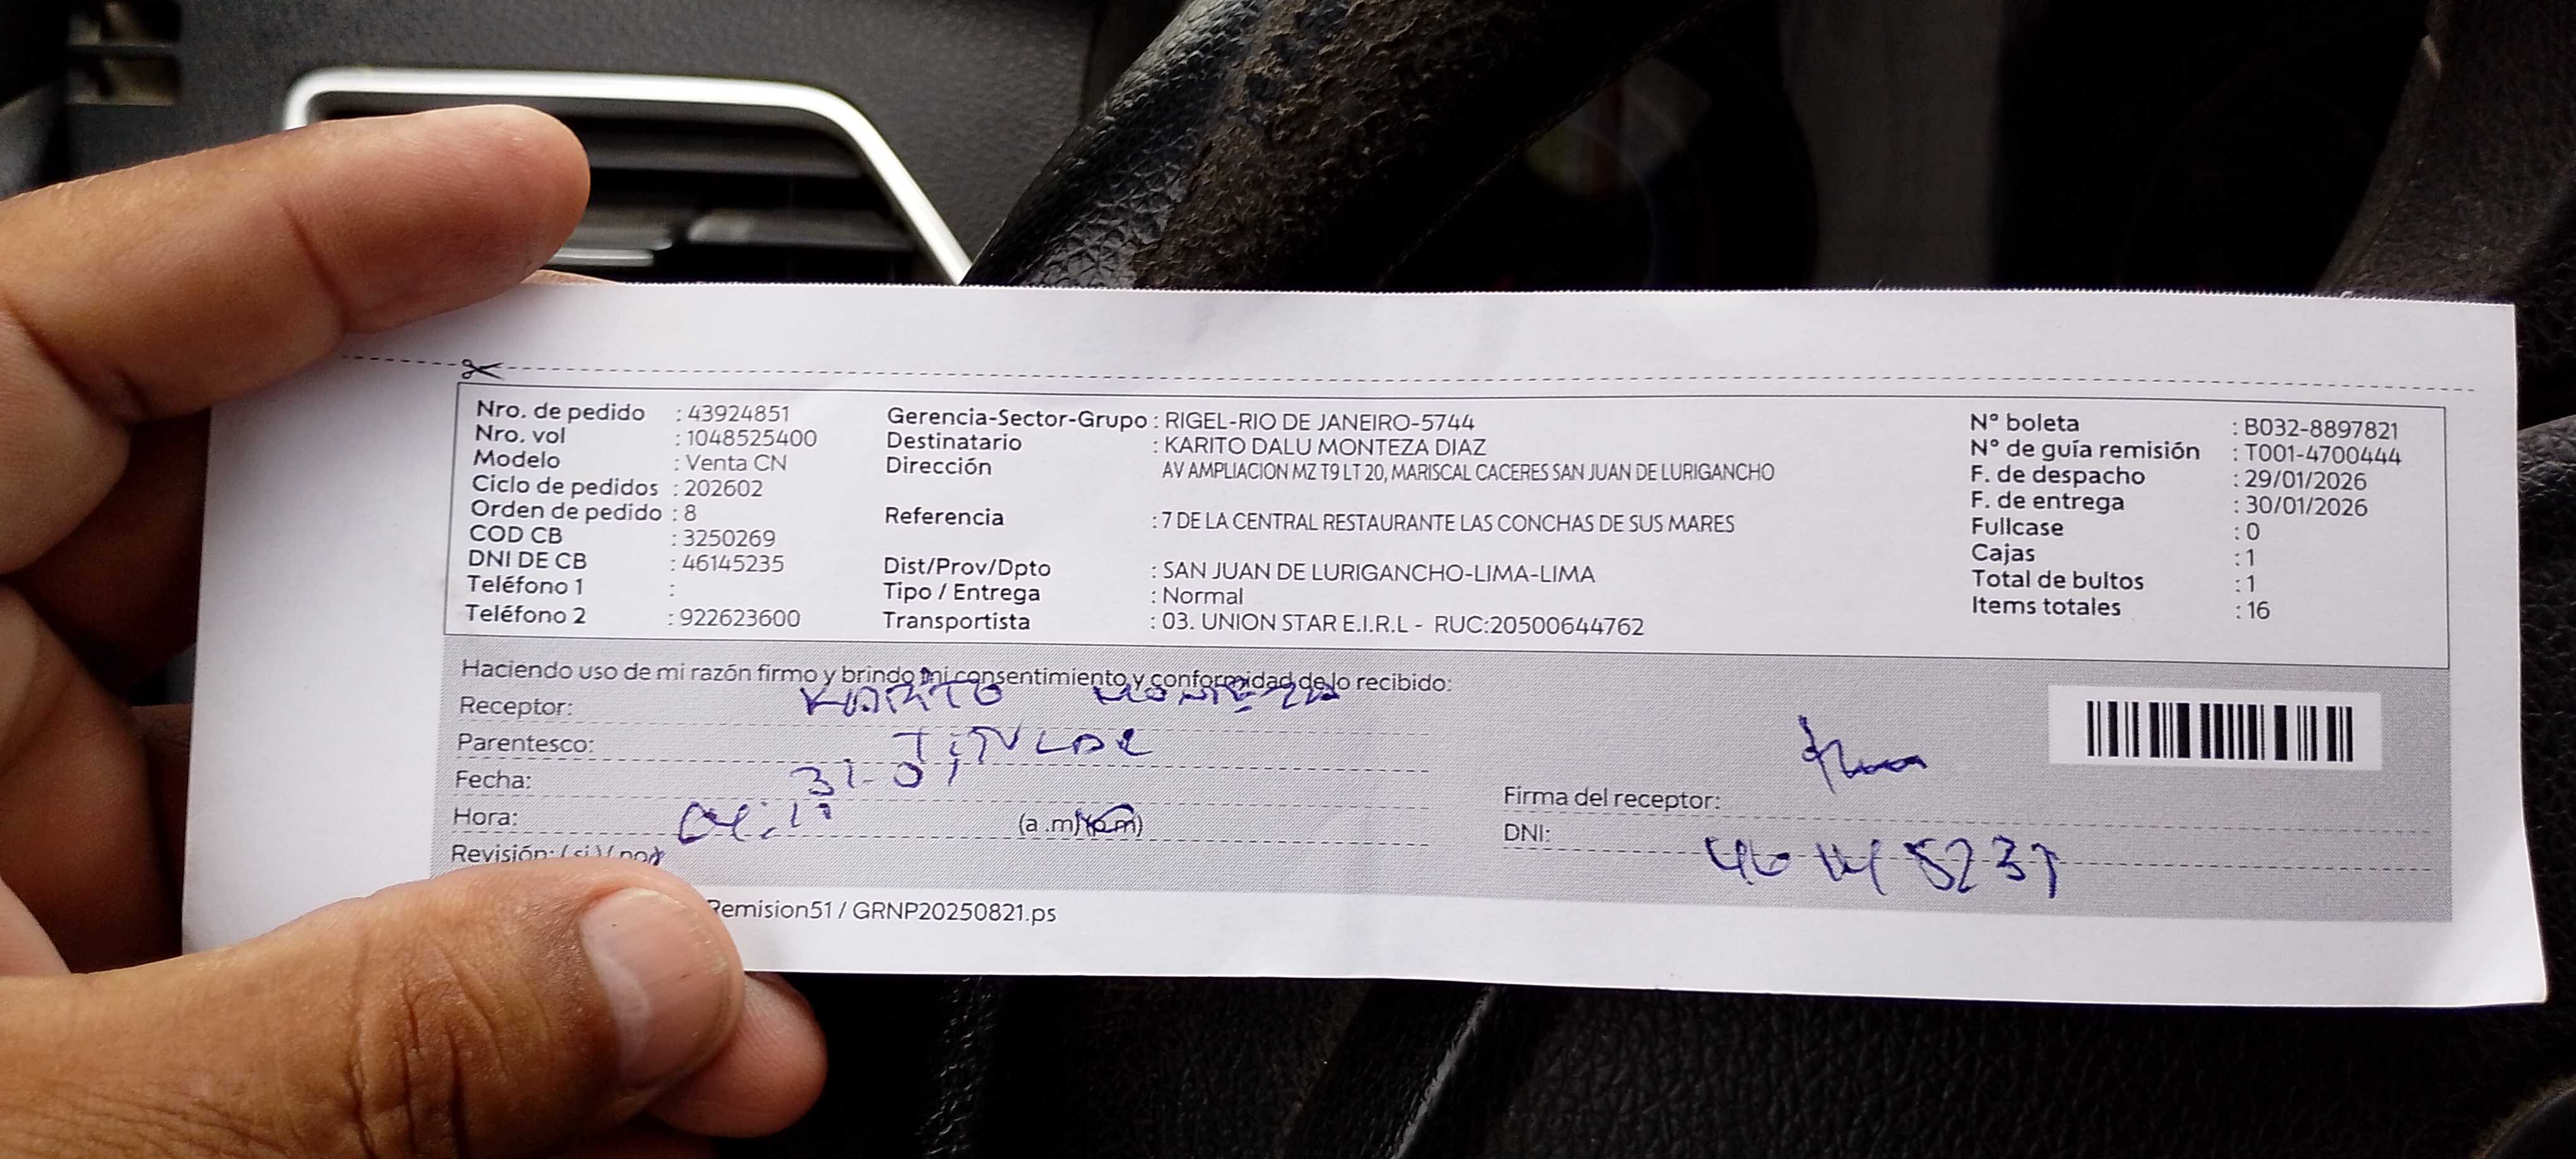 Nro. de pedido : 43924851
Nro. vol : 1048525400
Modelo : Venta CN
Ciclo de pedidos : 202602
Orden de pedido : 8
COD CB : 3250269
DNI DE CB : 46145235
Teléfono 1 :
Teléfono 2 : 922623600
Gerencia-Sector-Grupo : RIGEL-RIO DE JANEIRO-5744
Destinatario : KARITO DALU MONTEZA DIAZ
Dirección AV AMPLIACION MZ T9 LT 20, MARISCAL CACERES SAN JUAN DE LURIGANCHO
Referencia : 7 DE LA CENTRAL RESTAURANTE LAS CONCHAS DE SUS MARES
Dist/Prov/Dpto : SAN JUAN DE LURIGANCHO-LIMA-LIMA
Tipo / Entrega : Normal
Transportista : 03. UNION STAR E.I.R.L - RUC:20500644762
Nº boleta : B032-8897821
Nº de guía remisión : T001-4700444
F. de despacho : 29/01/2026
F. de entrega : 30/01/2026
Fullcase : 0
Cajas : 1
Total de bultos : 1
Items totales : 16
Haciendo uso de mi razón firmo y brindo mi consentimiento y conformidad de lo recibido:
Receptor: KARITO MONTEZA
Parentesco: TITULAR
Fecha: 31-01
Hora: (a .m) (p.m)
Revisión: ( si ) ( no )
Firma del receptor:
DNI: 46145235
Remision51 / GRNP20250821.ps